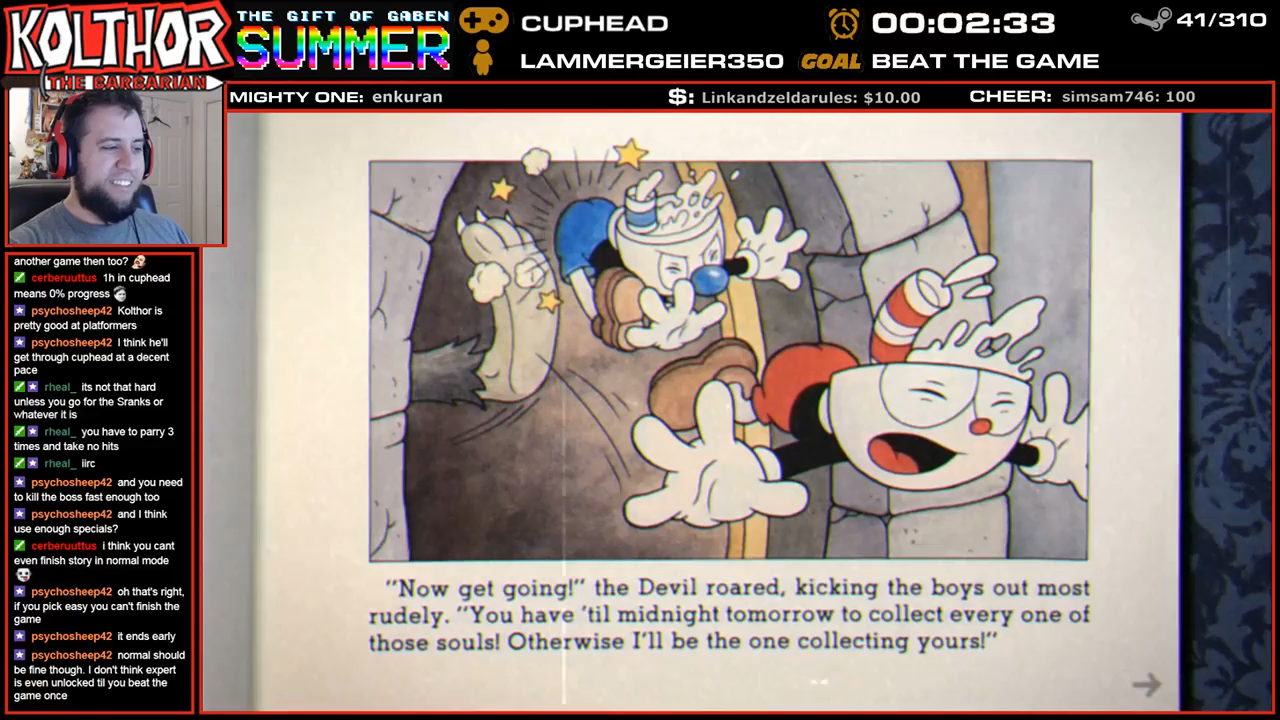 KOLTHOR
THE BARBARIAN
THE GIFT OF GABEN
SUMMER
CUPHEAD
LAMMERGEIER350
00:02:33
GOAL BEAT THE GAME
41/310
MIGHTY ONE: enkuran
$: Linkandzeldarules: $10.00
CHEER: simsam746: 100
another game then too?
cerberuuttus 1h in cuphead
means 0% progress
psychosheep42 Kolthor is
pretty good at platformers
psychosheep42 I think he'll
get through cuphead at a decent
pace
rheal_ its not that hard
unless you go for the Sranks or
whatever it is
rheal_ you have to parry 3
times and take no hits
rheal_ iirc
psychosheep42 and you need
to kill the boss fast enough too
psychosheep42 and I think
use enough specials?
cerberuuttus i think you cant
even finish story in normal mode
psychosheep42 oh that's right,
if you pick easy you can't finish the
game
psychosheep42 it ends early
psychosheep42 normal should
be fine though. I don't think expert
is even unlocked til you beat the
game once
"Now get going!" the Devil roared, kicking the boys out most
rudely. "You have 'til midnight tomorrow to collect every one of
those souls! Otherwise I'll be the one collecting yours!"